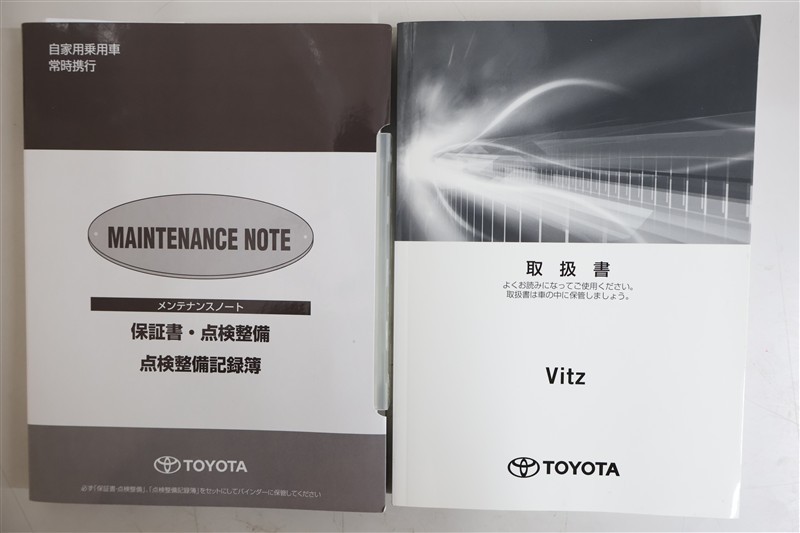 自家用乗用車
常時携行
MAINTENANCE NOTE
メンテナンスノート
保証書・点検整備
点検整備記録簿
TOYOTA
必ず「保証書・点検整備」、「点検整備記録簿」をセットにしてバインダーに保管してください
取扱書
よくお読みになってご使用ください。
取扱書は車の中に保管しましょう。
Vitz
TOYOTA